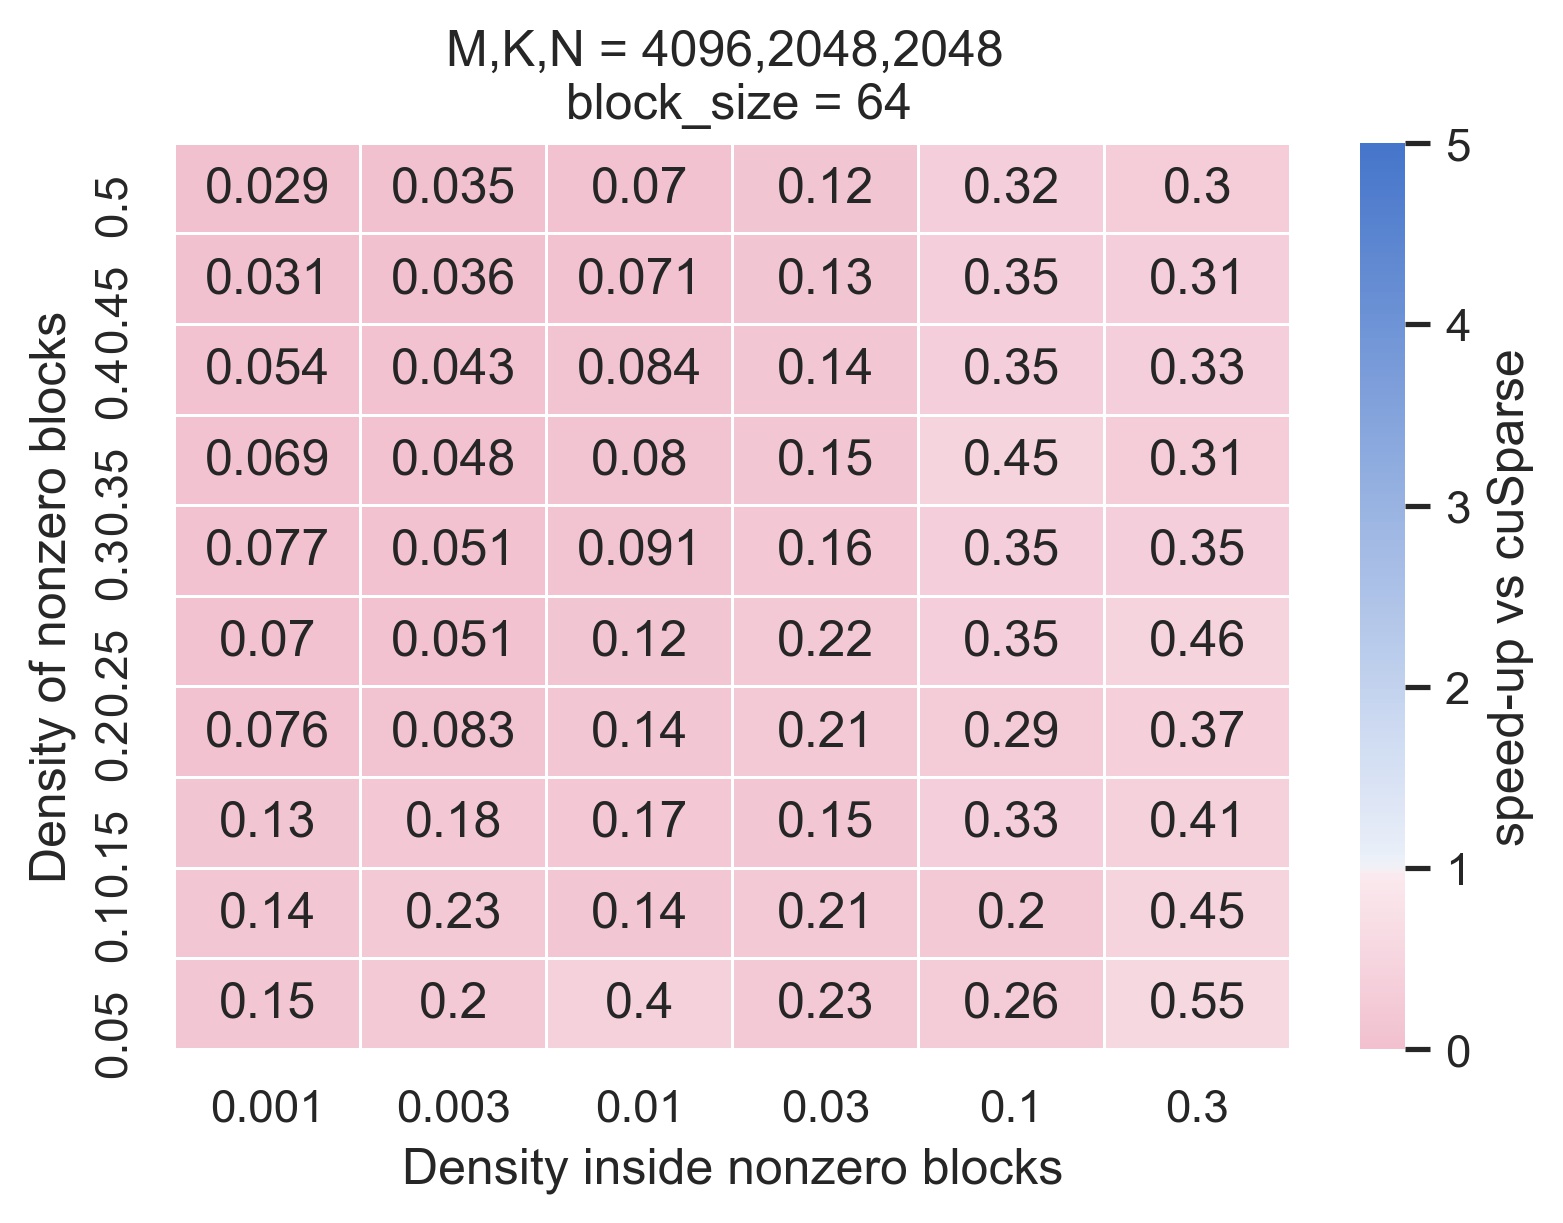 M,K,N = 4096,2048,2048
block_size = 64
Density of nonzero blocks
0.5 0.029 0.035 0.07 0.12 0.32 0.3
0.45 0.031 0.036 0.071 0.13 0.35 0.31
0.4 0.054 0.043 0.084 0.14 0.35 0.33
0.35 0.069 0.048 0.08 0.15 0.45 0.31
0.3 0.077 0.051 0.091 0.16 0.35 0.35
0.25 0.07 0.051 0.12 0.22 0.35 0.46
0.2 0.076 0.083 0.14 0.21 0.29 0.37
0.15 0.13 0.18 0.17 0.15 0.33 0.41
0.1 0.14 0.23 0.14 0.21 0.2 0.45
0.05 0.15 0.2 0.4 0.23 0.26 0.55
0.001 0.003 0.01 0.03 0.1 0.3
Density inside nonzero blocks
5
4
3
2
1
0
speed-up vs cuSparse